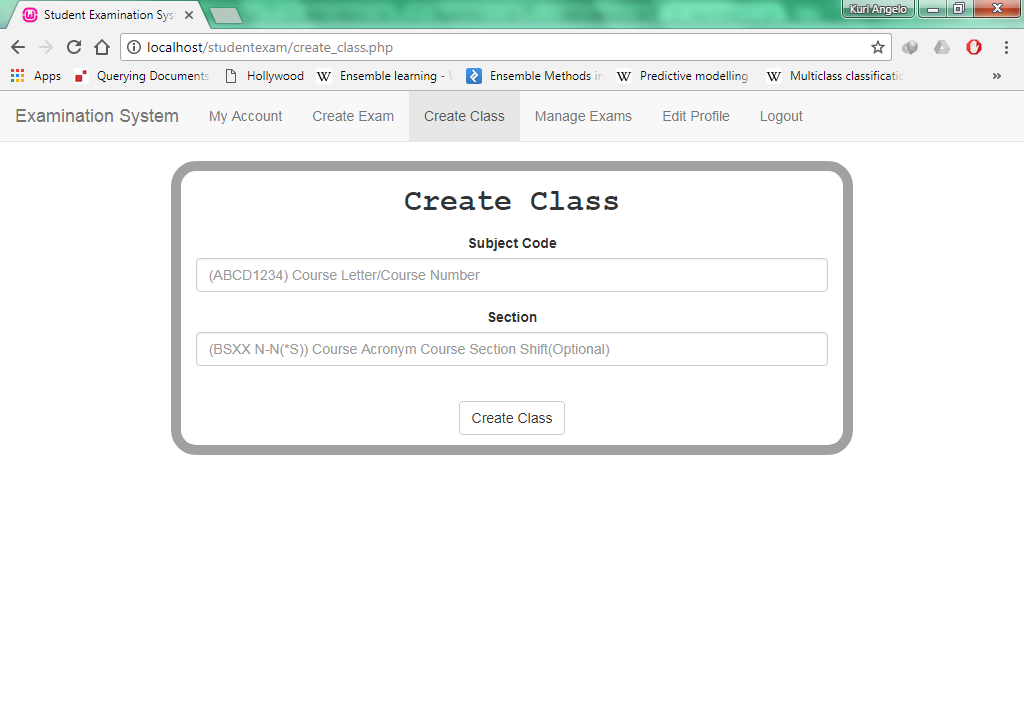 Student Examination Sys
Kuri Angelo
localhost/studentexam/create_class.php
Apps Querying Documents Hollywood Ensemble learning - Ensemble Methods in Predictive modelling Multiclass classificatio
Examination System My Account Create Exam Create Class Manage Exams Edit Profile Logout
Create Class
Subject Code
(ABCD1234) Course Letter/Course Number
Section
(BSXX N-N(*S)) Course Acronym Course Section Shift(Optional)
Create Class